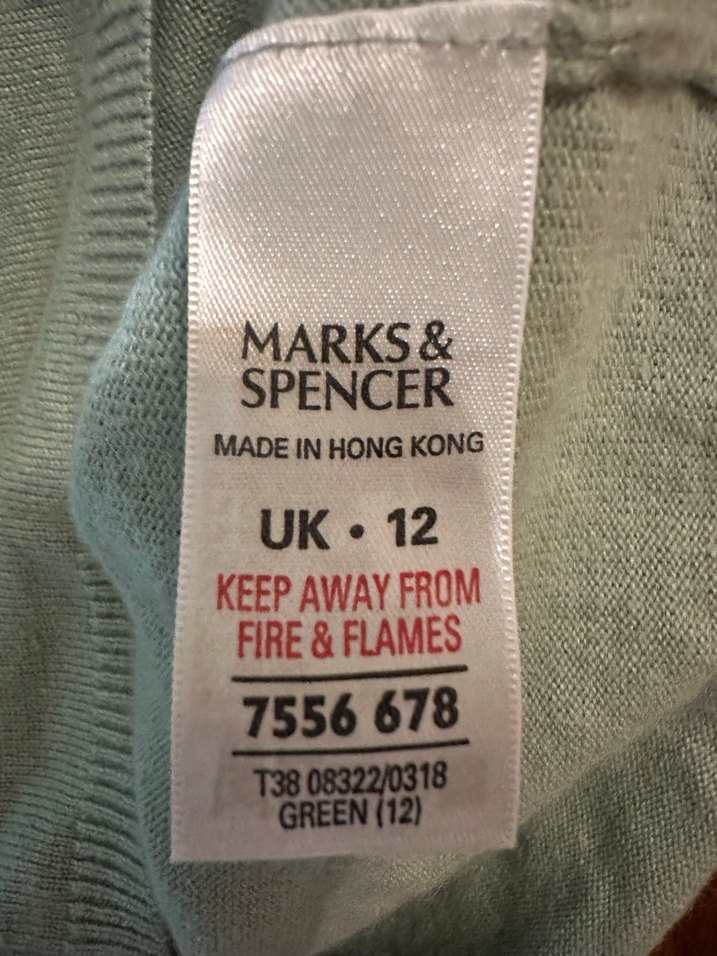 MARKS &
SPENCER
MADE IN HONG KONG
UK • 12
KEEP AWAY FROM
FIRE & FLAMES
7556 678
T38 08322/0318
GREEN (12)